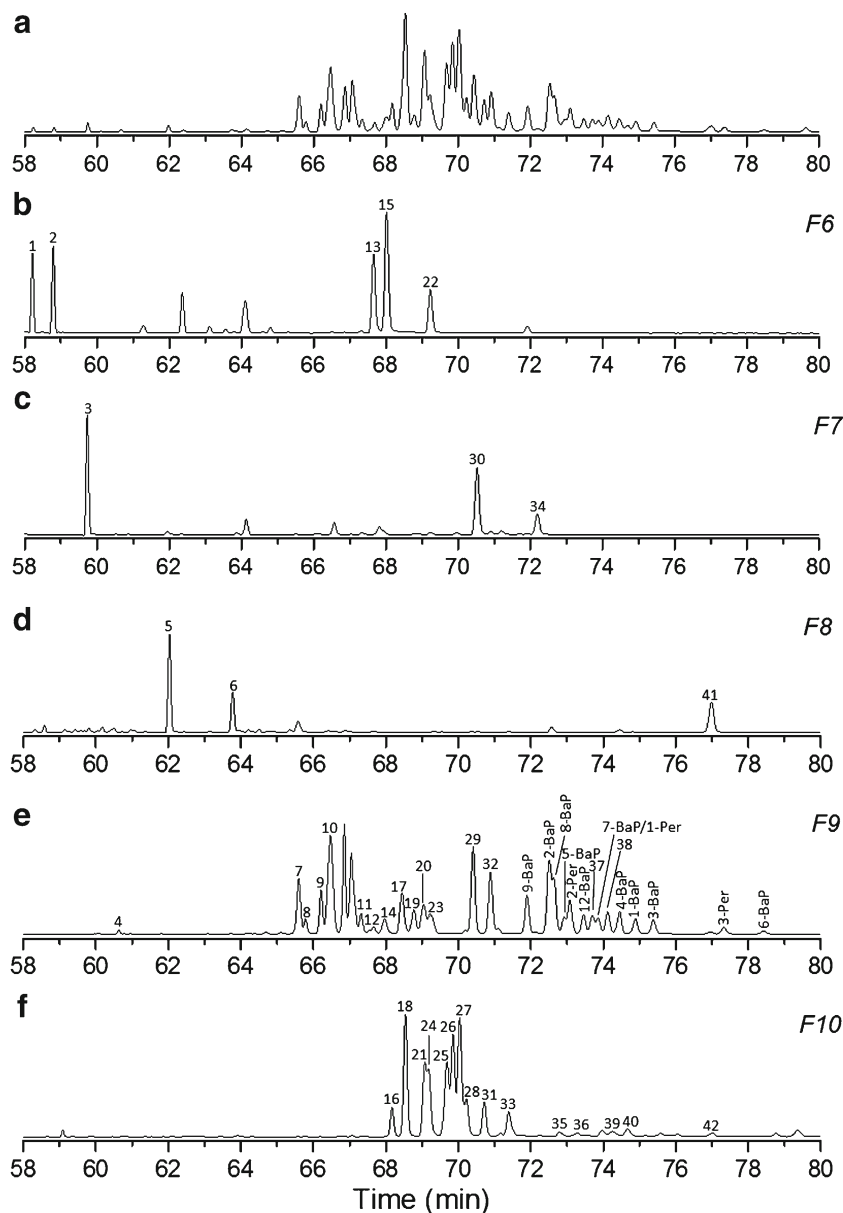 a
58 60 62 64 66 68 70 72 74 76 78 80
b
F6
1 2 13 15 22
58 60 62 64 66 68 70 72 74 76 78 80
c
F7
3 30 34
58 60 62 64 66 68 70 72 74 76 78 80
d
F8
5 6 41
58 60 62 64 66 68 70 72 74 76 78 80
e
F9
4 7 8 9 10 11 12 14 17 19 20 23 29 32 9-BaP 2-BaP 8-BaP 5-BaP 2-Per 12-BaP 37 7-BaP/1-Per 38 4-BaP 1-BaP 3-BaP 3-Per 6-BaP
58 60 62 64 66 68 70 72 74 76 78 80
f
F10
16 18 21 24 25 26 27 28 31 33 35 36 39 40 42
58 60 62 64 66 68 70 72 74 76 78 80
Time (min)